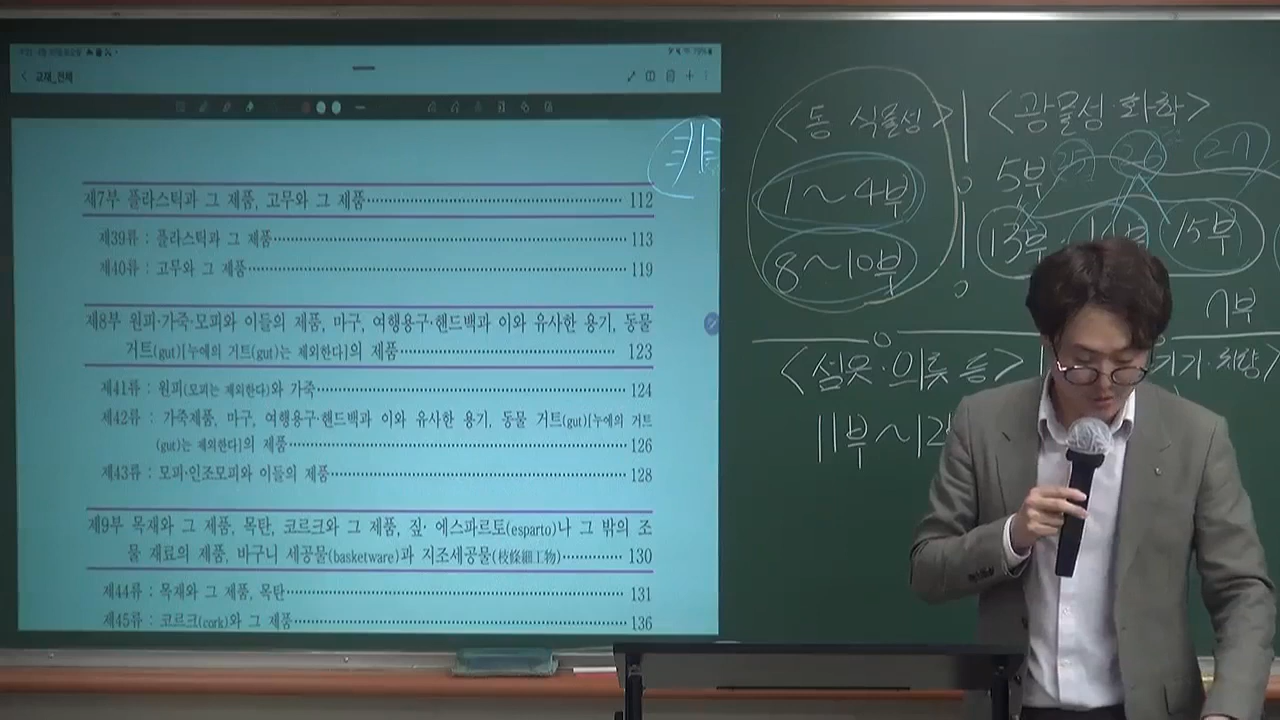 교재_전체
제7부 플라스틱과 그 제품, 고무와 그 제품 112
제39류 : 플라스틱과 그 제품 113
제40류 : 고무와 그 제품 119
제8부 원피·가죽·모피와 이들의 제품, 마구, 여행용구·핸드백과 이와 유사한 용기, 동물
거트(gut)[누에의 거트(gut)는 제외한다]의 제품 123
제41류 : 원피(모피는 제외한다)와 가죽 124
제42류 : 가죽제품, 마구, 여행용구·핸드백과 이와 유사한 용기, 동물 거트(gut)[누에의 거트
(gut)는 제외한다]의 제품 126
제43류 : 모피·인조모피와 이들의 제품 128
제9부 목재와 그 제품, 목탄, 코르크와 그 제품, 짚· 에스파르토(esparto)나 그 밖의 조
물 재료의 제품, 바구니 세공물(basketware)과 지조세공물(枝條細工物) 130
제44류 : 목재와 그 제품, 목탄 131
제45류 : 코르크(cork)와 그 제품 136
<동 식물성>
1~4부
8~10부
<광물성·화학>
5부 25 26 27
13부 15부
7부
<섬유·의류 등>
11부~12
기기·차량